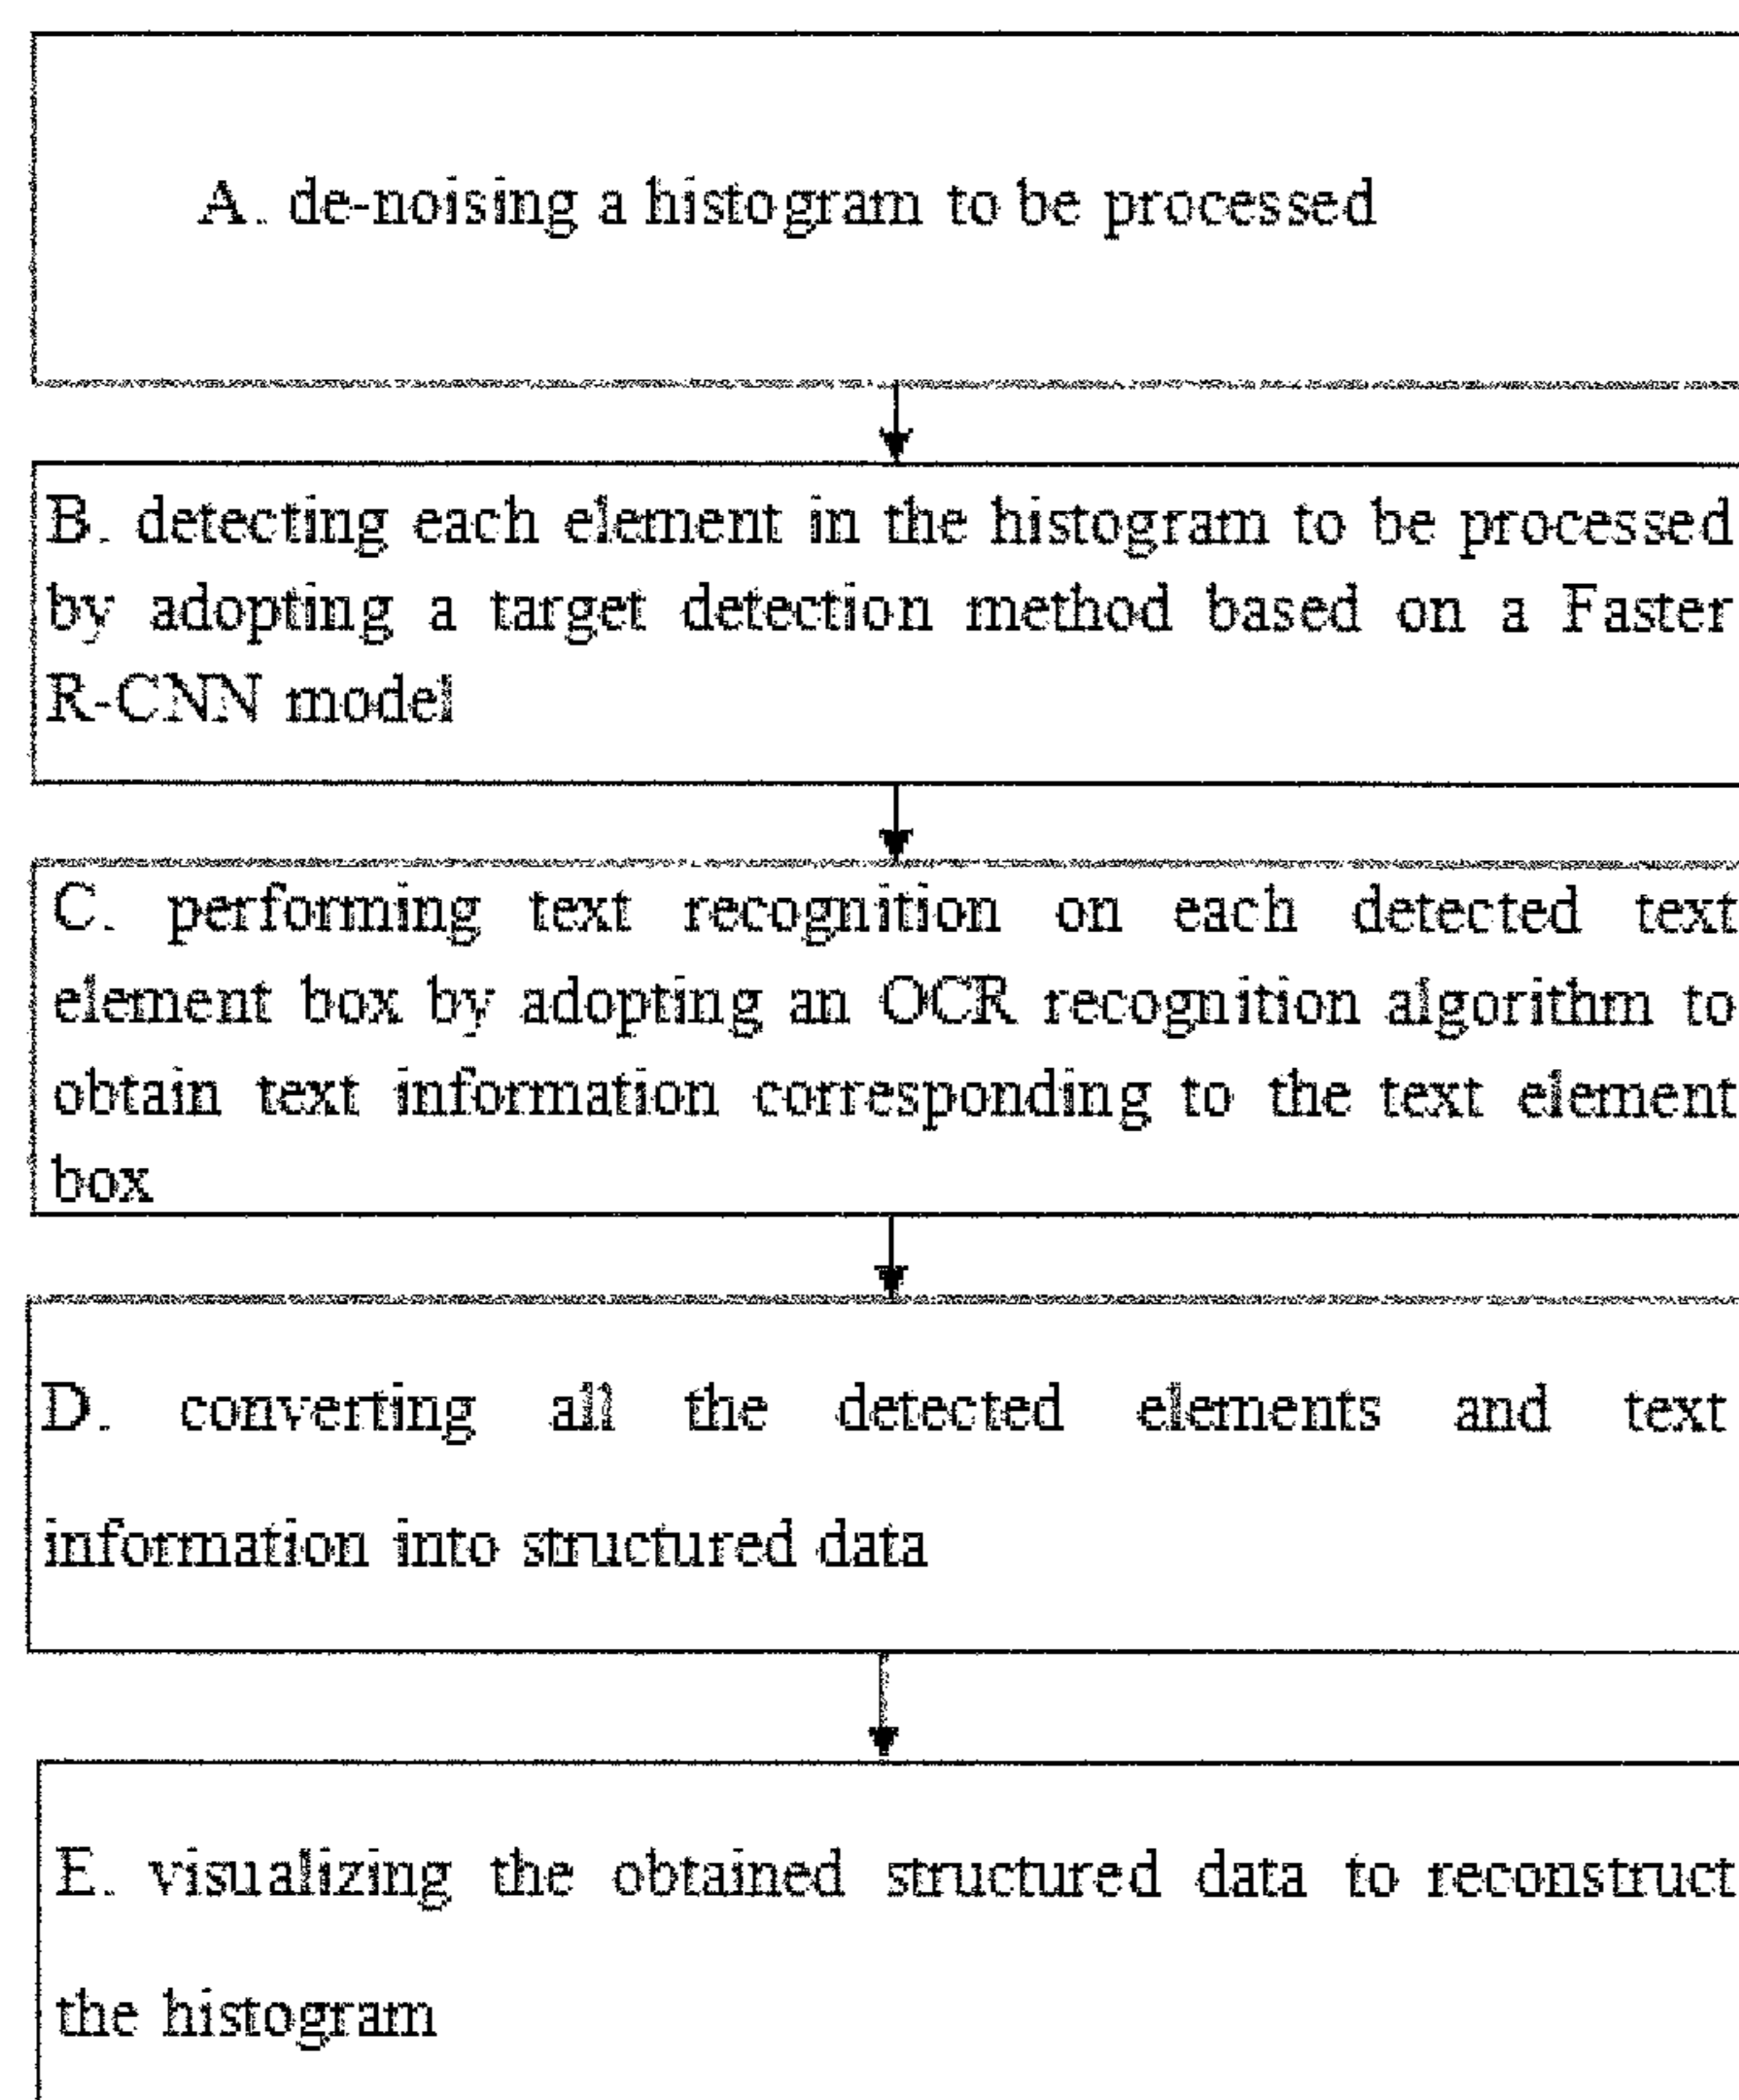 A. de-noising a histogram to be processed
B. detecting each element in the histogram to be processed
by adopting a target detection method based on a Faster
R-CNN model
C. performing text recognition on each detected text
element box by adopting an OCR recognition algorithm to
obtain text information corresponding to the text element
box
D. converting all the detected elements and text
information into structured data
E. visualizing the obtained structured data to reconstruct
the histogram